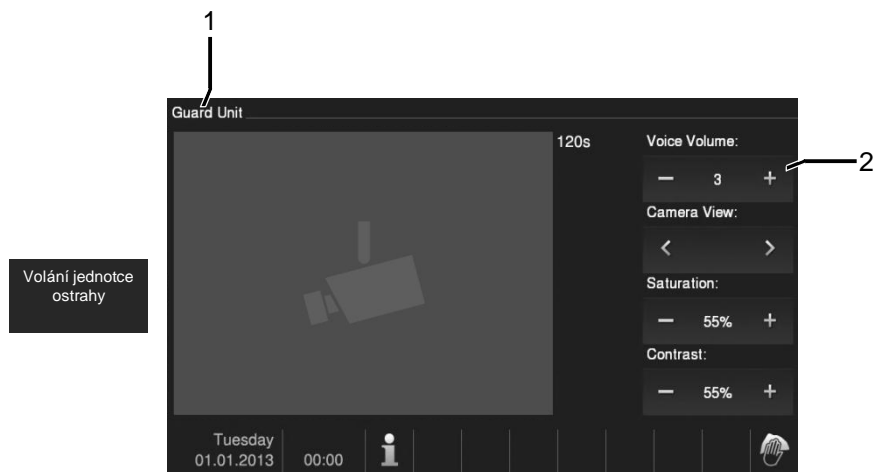 1
Guard Unit
120s
Voice Volume:
− 3 +
2
Camera View:
< >
Saturation:
− 55% +
Contrast:
− 55% +
Volání jednotce
ostrahy
Tuesday
01.01.2013
00:00